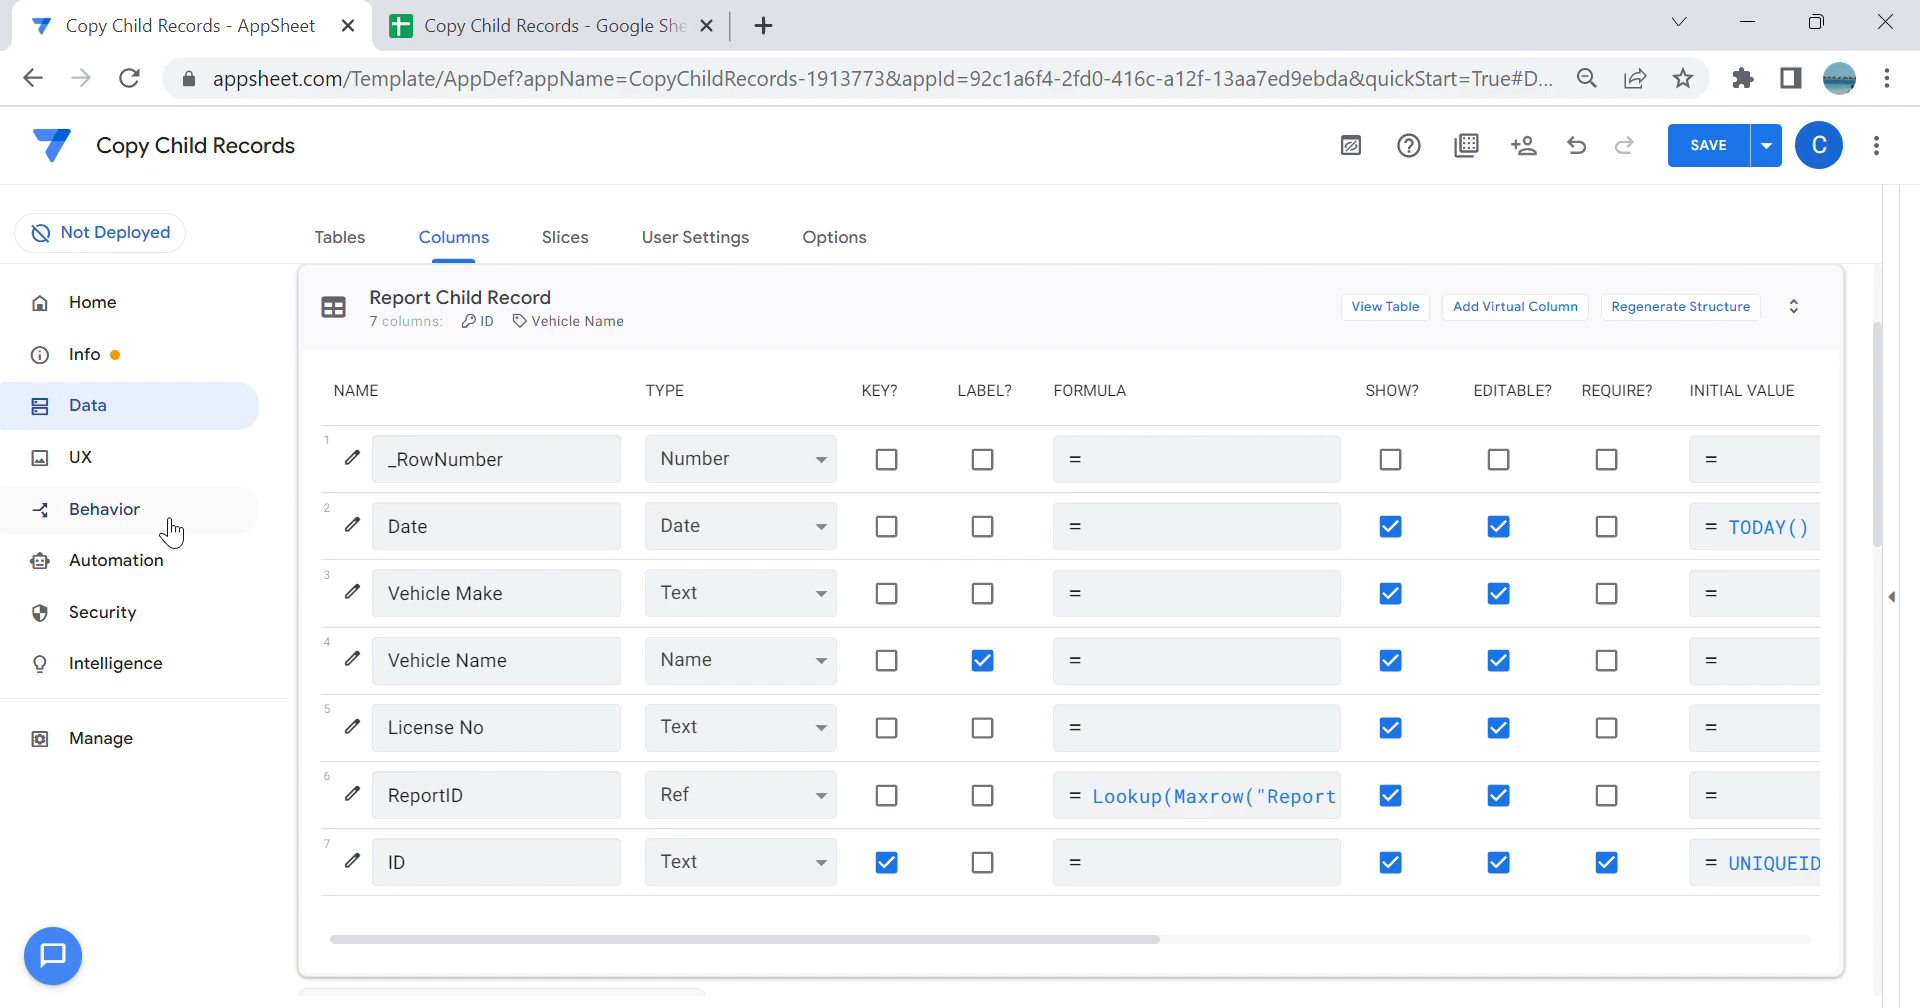 Copy Child Records - AppSheet
Copy Child Records - Google She
appsheet.com/Template/AppDef?appName=CopyChildRecords-1913773&appId=92c1a6f4-2fd0-416c-a12f-13aa7ed9ebda&quickStart=True#D...
Copy Child Records
SAVE
C
Not Deployed
Tables Columns Slices User Settings Options
Home
Info
Data
UX
Behavior
Automation
Security
Intelligence
Manage
Report Child Record
7 columns: ID Vehicle Name
View Table Add Virtual Column Regenerate Structure
NAME TYPE KEY? LABEL? FORMULA SHOW? EDITABLE? REQUIRE? INITIAL VALUE
1 _RowNumber Number = =
2 Date Date = = TODAY()
3 Vehicle Make Text = =
4 Vehicle Name Name = =
5 License No Text = =
6 ReportID Ref = Lookup(Maxrow("Report =
7 ID Text = = UNIQUEID